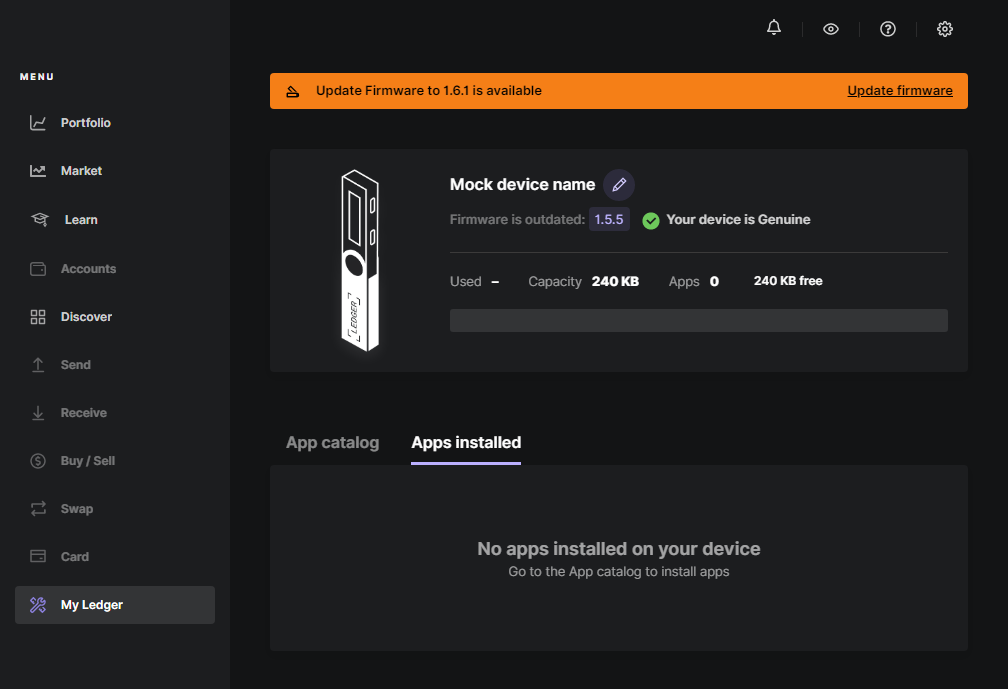 MENU
Portfolio
Market
Learn
Accounts
Discover
Send
Receive
Buy / Sell
Swap
Card
My Ledger
Update Firmware to 1.6.1 is available
Update firmware
LEDGER
Mock device name
Firmware is outdated: 1.5.5 Your device is Genuine
Used – Capacity 240 KB Apps 0 240 KB free
App catalog Apps installed
No apps installed on your device
Go to the App catalog to install apps